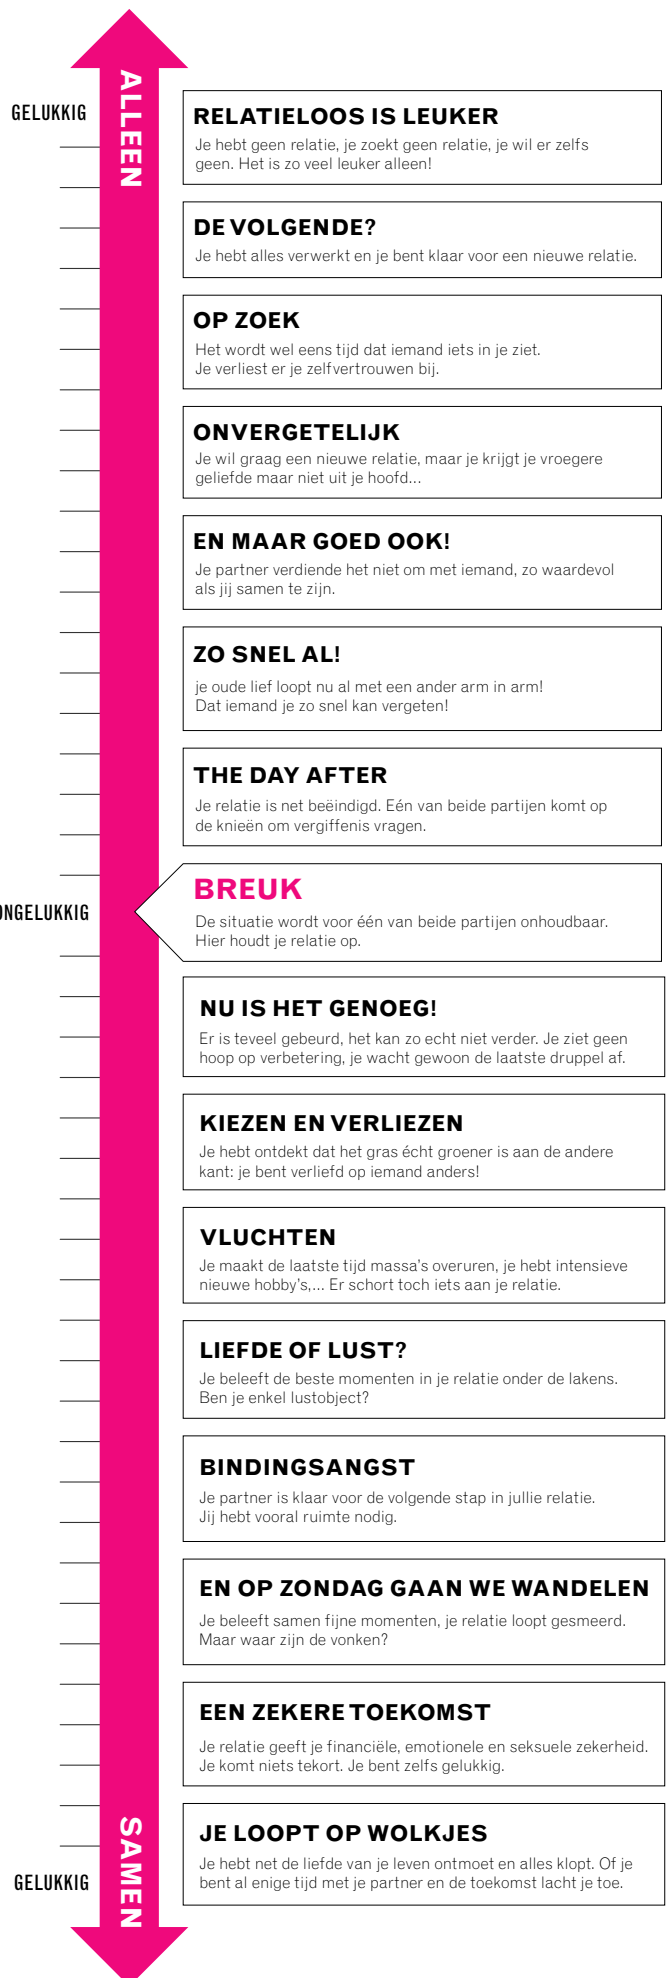 ALLEEN
GELUKKIG
RELATIELOOS IS LEUKER
Je hebt geen relatie, je zoekt geen relatie, je wil er zelfs
geen. Het is zo veel leuker alleen!
DE VOLGENDE?
Je hebt alles verwerkt en je bent klaar voor een nieuwe relatie.
OP ZOEK
Het wordt wel eens tijd dat iemand iets in je ziet.
Je verliest er je zelfvertrouwen bij.
ONVERGETELIJK
Je wil graag een nieuwe relatie, maar je krijgt je vroegere
geliefde maar niet uit je hoofd...
EN MAAR GOED OOK!
Je partner verdiende het niet om met iemand, zo waardevol
als jij samen te zijn.
ZO SNEL AL!
je oude lief loopt nu al met een ander arm in arm!
Dat iemand je zo snel kan vergeten!
THE DAY AFTER
Je relatie is net beëindigd. Eén van beide partijen komt op
de knieën om vergiffenis vragen.
ONGELUKKIG
BREUK
De situatie wordt voor één van beide partijen onhoudbaar.
Hier houdt je relatie op.
NU IS HET GENOEG!
Er is teveel gebeurd, het kan zo echt niet verder. Je ziet geen
hoop op verbetering, je wacht gewoon de laatste druppel af.
KIEZEN EN VERLIEZEN
Je hebt ontdekt dat het gras écht groener is aan de andere
kant: je bent verliefd op iemand anders!
VLUCHTEN
Je maakt de laatste tijd massa's overuren, je hebt intensieve
nieuwe hobby's,... Er schort toch iets aan je relatie.
LIEFDE OF LUST?
Je beleeft de beste momenten in je relatie onder de lakens.
Ben je enkel lustobject?
BINDINGSANGST
Je partner is klaar voor de volgende stap in jullie relatie.
Jij hebt vooral ruimte nodig.
EN OP ZONDAG GAAN WE WANDELEN
Je beleeft samen fijne momenten, je relatie loopt gesmeerd.
Maar waar zijn de vonken?
EEN ZEKERE TOEKOMST
Je relatie geeft je financiële, emotionele en seksuele zekerheid.
Je komt niets tekort. Je bent zelfs gelukkig.
JE LOOPT OP WOLKJES
Je hebt net de liefde van je leven ontmoet en alles klopt. Of je
bent al enige tijd met je partner en de toekomst lacht je toe.
GELUKKIG
SAMEN